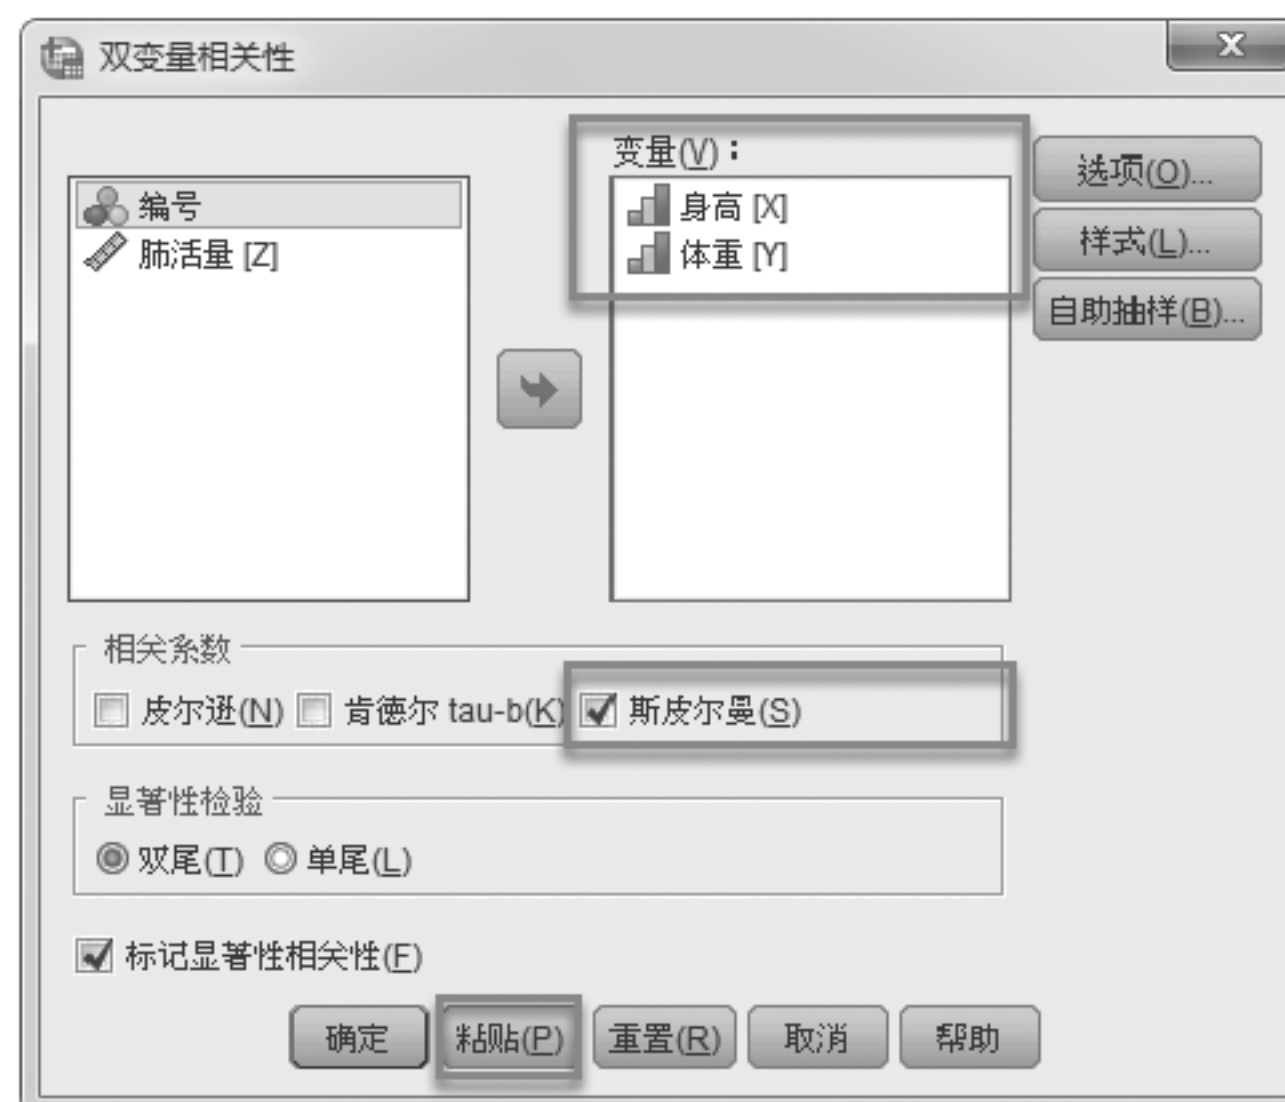 双变量相关性
X
变量(V)：
编号
肺活量 [Z]
身高 [X]
体重 [Y]
选项(O)...
样式(L)...
自助抽样(B)...
相关系数
皮尔逊(N) 肯德尔 tau-b(K) 斯皮尔曼(S)
显著性检验
双尾(T) 单尾(L)
标记显著性相关性(F)
确定 粘贴(P) 重置(R) 取消 帮助